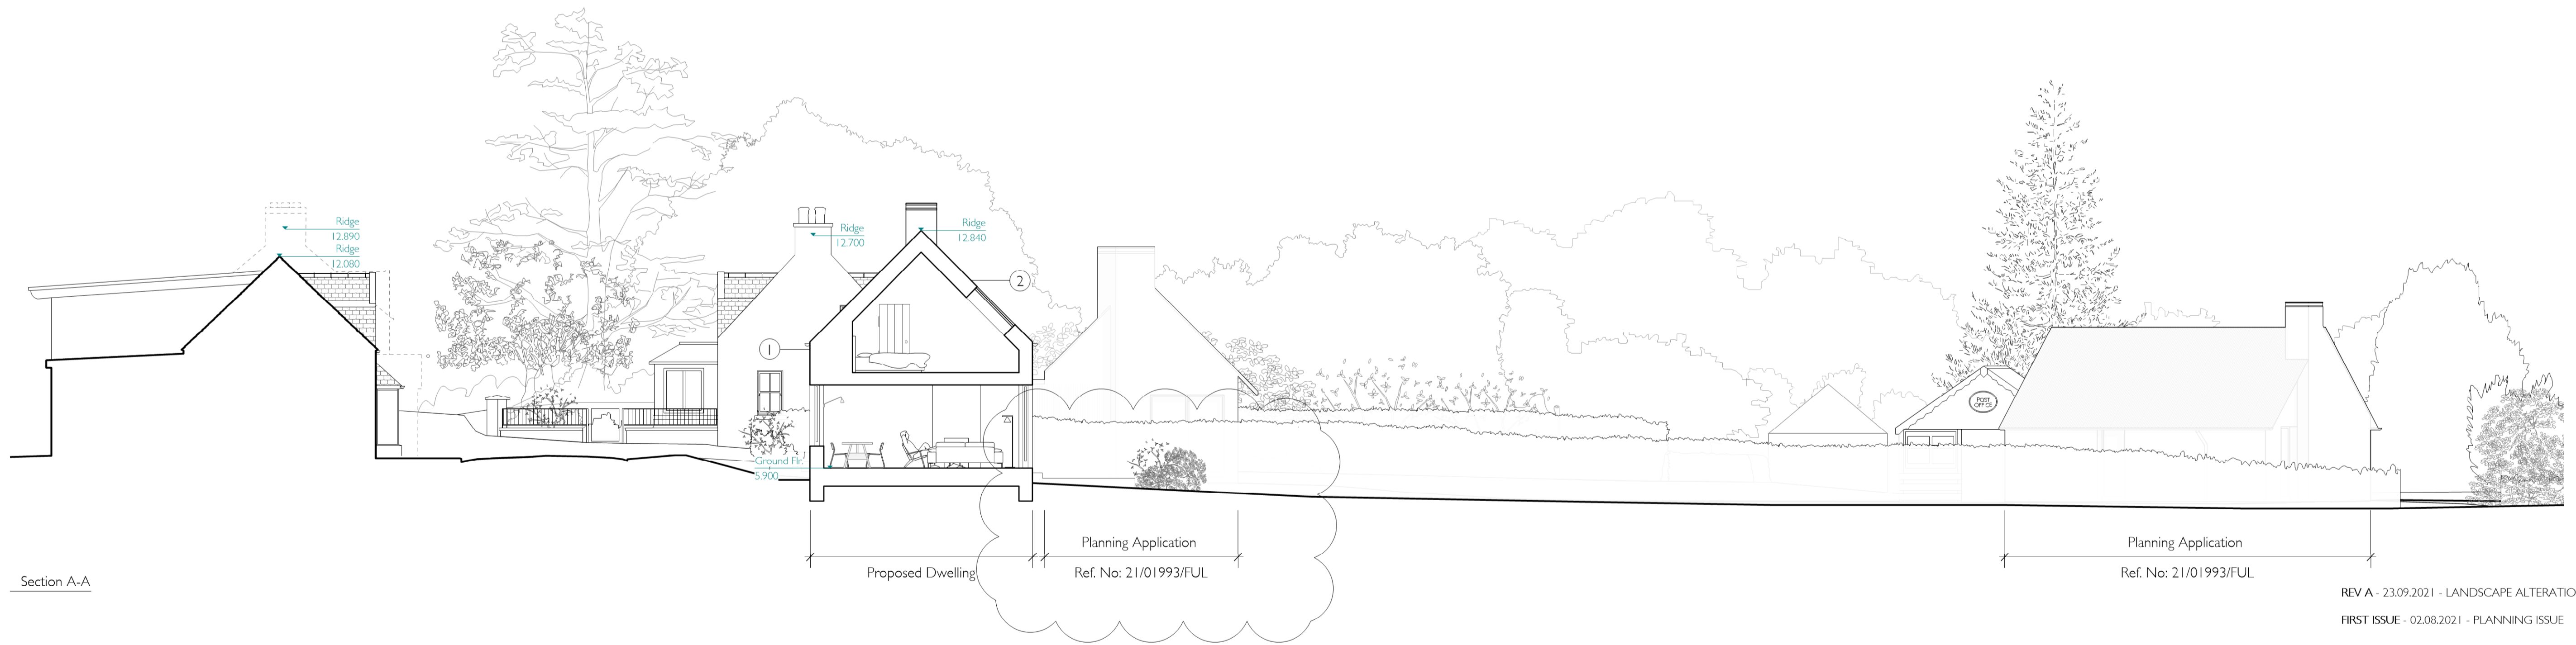 Ridge
12.890
Ridge
12.080
Ridge
12.700
Ridge
12.840
2
1
POST
OFFICE
Ground Flr.
5.900
Planning Application
Proposed Dwelling
Ref. No: 21/01993/FUL
Planning Application
Ref. No: 21/01993/FUL
Section A-A
REV A - 23.09.2021 - LANDSCAPE ALTERATIO
FIRST ISSUE - 02.08.2021 - PLANNING ISSUE